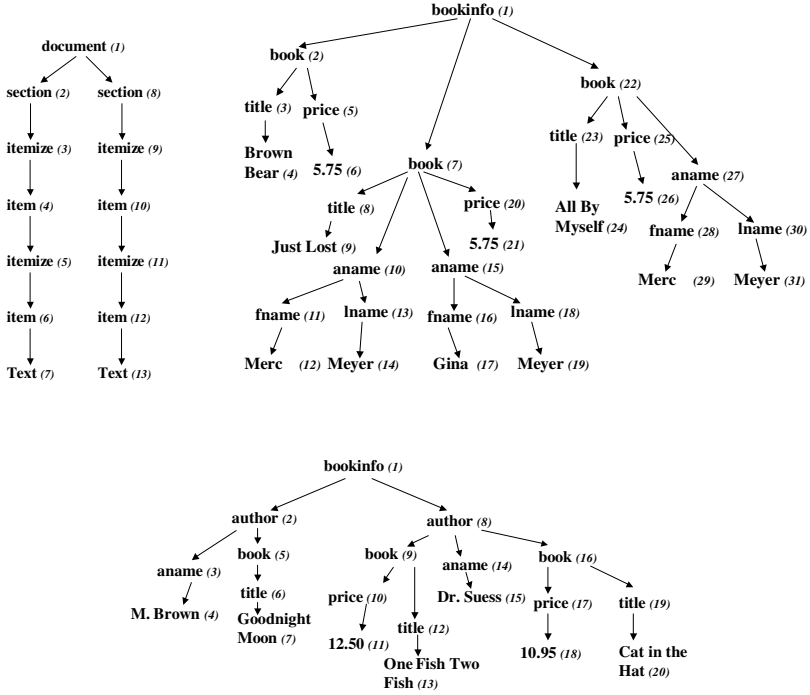 document (1)
section (2)
section (8)
itemize (3)
itemize (9)
item (4)
item (10)
itemize (5)
itemize (11)
item (6)
item (12)
Text (7)
Text (13)
bookinfo (1)
book (2)
title (3)
price (5)
Brown
Bear (4)
5.75 (6)
book (7)
title (8)
price (20)
Just Lost (9)
5.75 (21)
aname (10)
aname (15)
fname (11)
lname (13)
fname (16)
lname (18)
Merc (12)
Meyer (14)
Gina (17)
Meyer (19)
book (22)
title (23)
price (25)
aname (27)
All By
Myself (24)
5.75 (26)
fname (28)
lname (30)
Merc (29)
Meyer (31)
bookinfo (1)
author (2)
author (8)
aname (3)
book (5)
M. Brown (4)
title (6)
Goodnight
Moon (7)
book (9)
aname (14)
book (16)
price (10)
Dr. Suess (15)
title (12)
12.50 (11)
One Fish Two
Fish (13)
price (17)
title (19)
10.95 (18)
Cat in the
Hat (20)